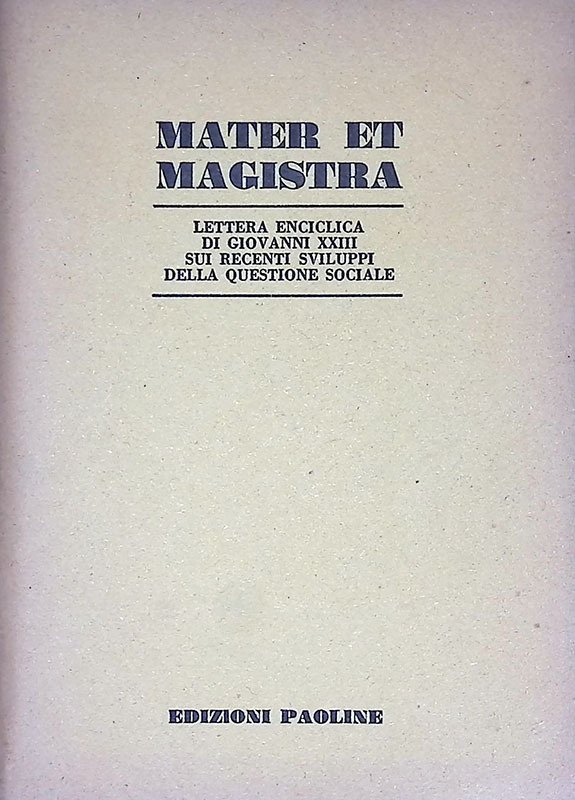 MATER ET
MAGISTRA
LETTERA ENCICLICA
DI GIOVANNI XXIII
SUI RECENTI SVILUPPI
DELLA QUESTIONE SOCIALE
EDIZIONI PAOLINE